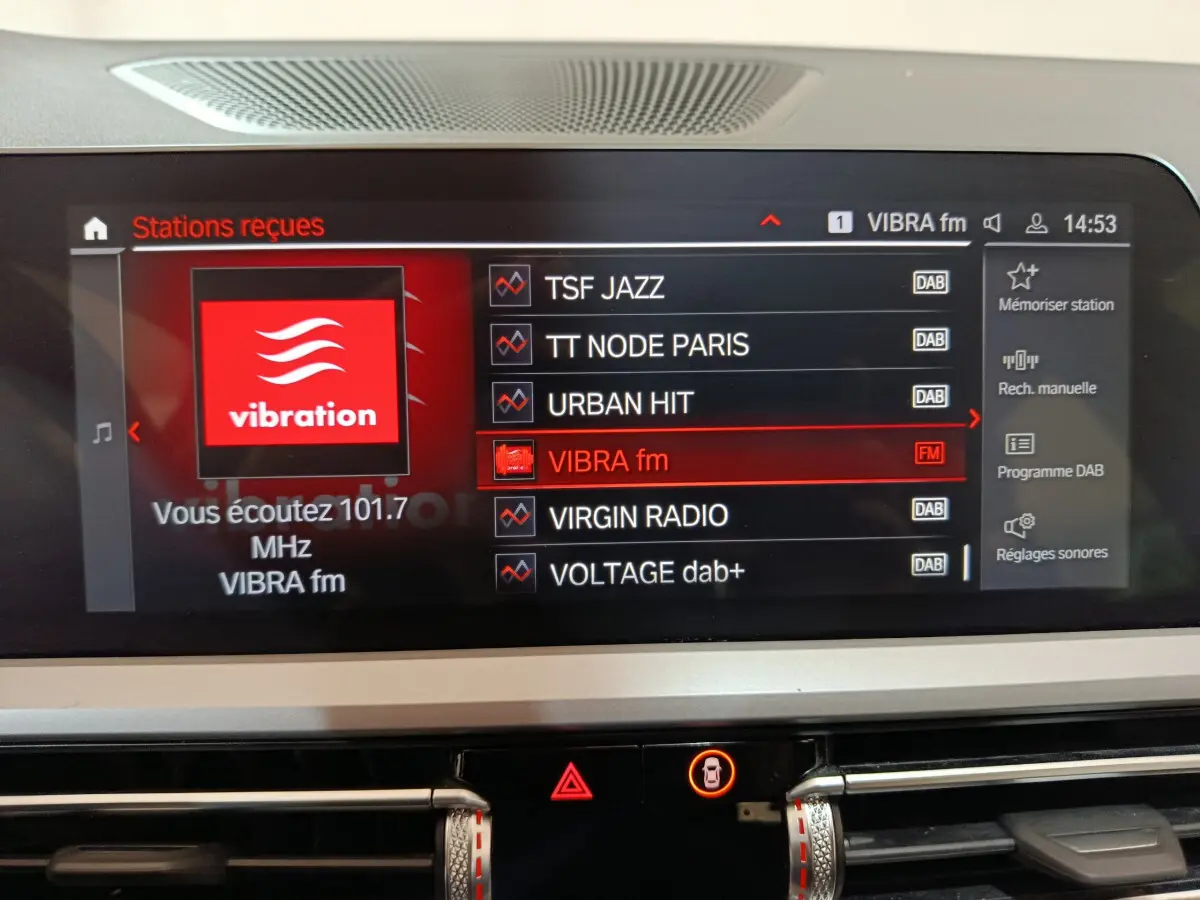 Stations reçues
1 VIBRA fm 14:53
vibration
Vous écoutez 101.7
MHz
VIBRA fm
TSF JAZZ DAB
TT NODE PARIS DAB
URBAN HIT DAB
VIBRA fm FM
VIRGIN RADIO DAB
VOLTAGE dab+ DAB
Mémoriser station
Rech. manuelle
Programme DAB
Réglages sonores